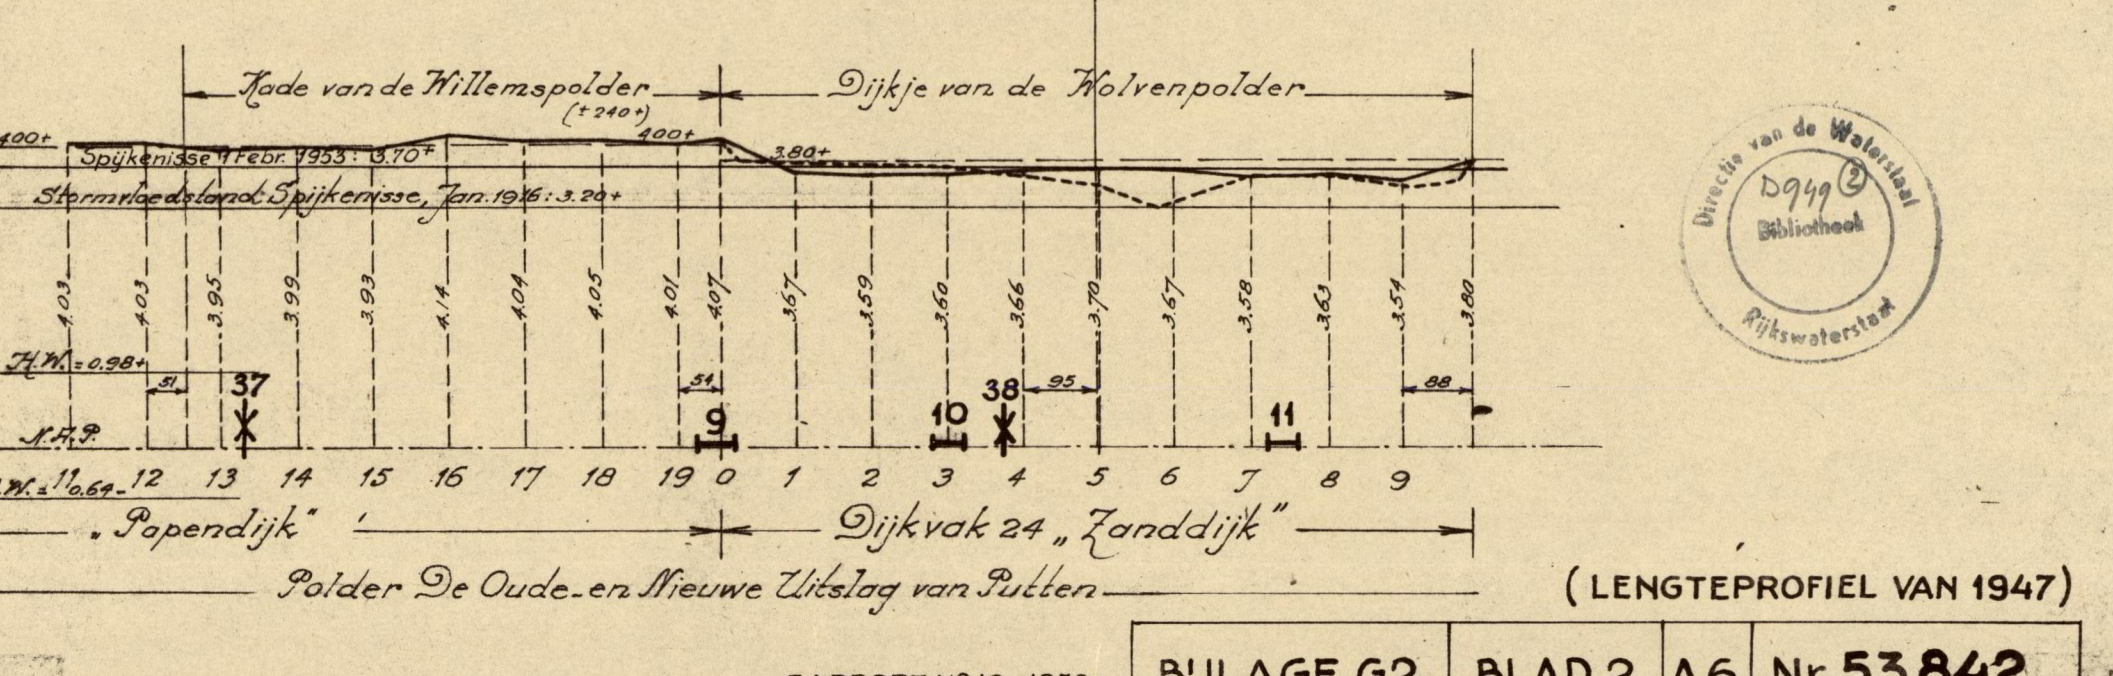 Kade van de Willemspolder
(± 240+)
Dijkje van de Wolvenpolder
400+
400+
3.80+
Spijkenisse 1 Febr. 1953: 3.70+
Stormvloedstand Spijkenisse, Jan. 1916: 3.20+
4.03 4.03 3.95 3.99 3.93 4.14 4.04 4.05 4.01 4.07 3.67 3.59 3.60 3.66 3.70 3.67 3.58 3.63 3.54 3.80
H.W. = 0.98+
51 37 54 9 10 38 95 11 88
N.A.P.
11 12 13 14 15 16 17 18 19 0 1 2 3 4 5 6 7 8 9
.W. = 0.64-
„Papendijk" Dijkvak 24 „Zanddijk"
Polder De Oude- en Nieuwe Uitslag van Putten
Directie van de Waterstaat
D949 2
Bibliotheek
Rijkswaterstaat
(LENGTEPROFIEL VAN 1947)
BIJLAGE G2 BLAD 2 A6 Nr 53842